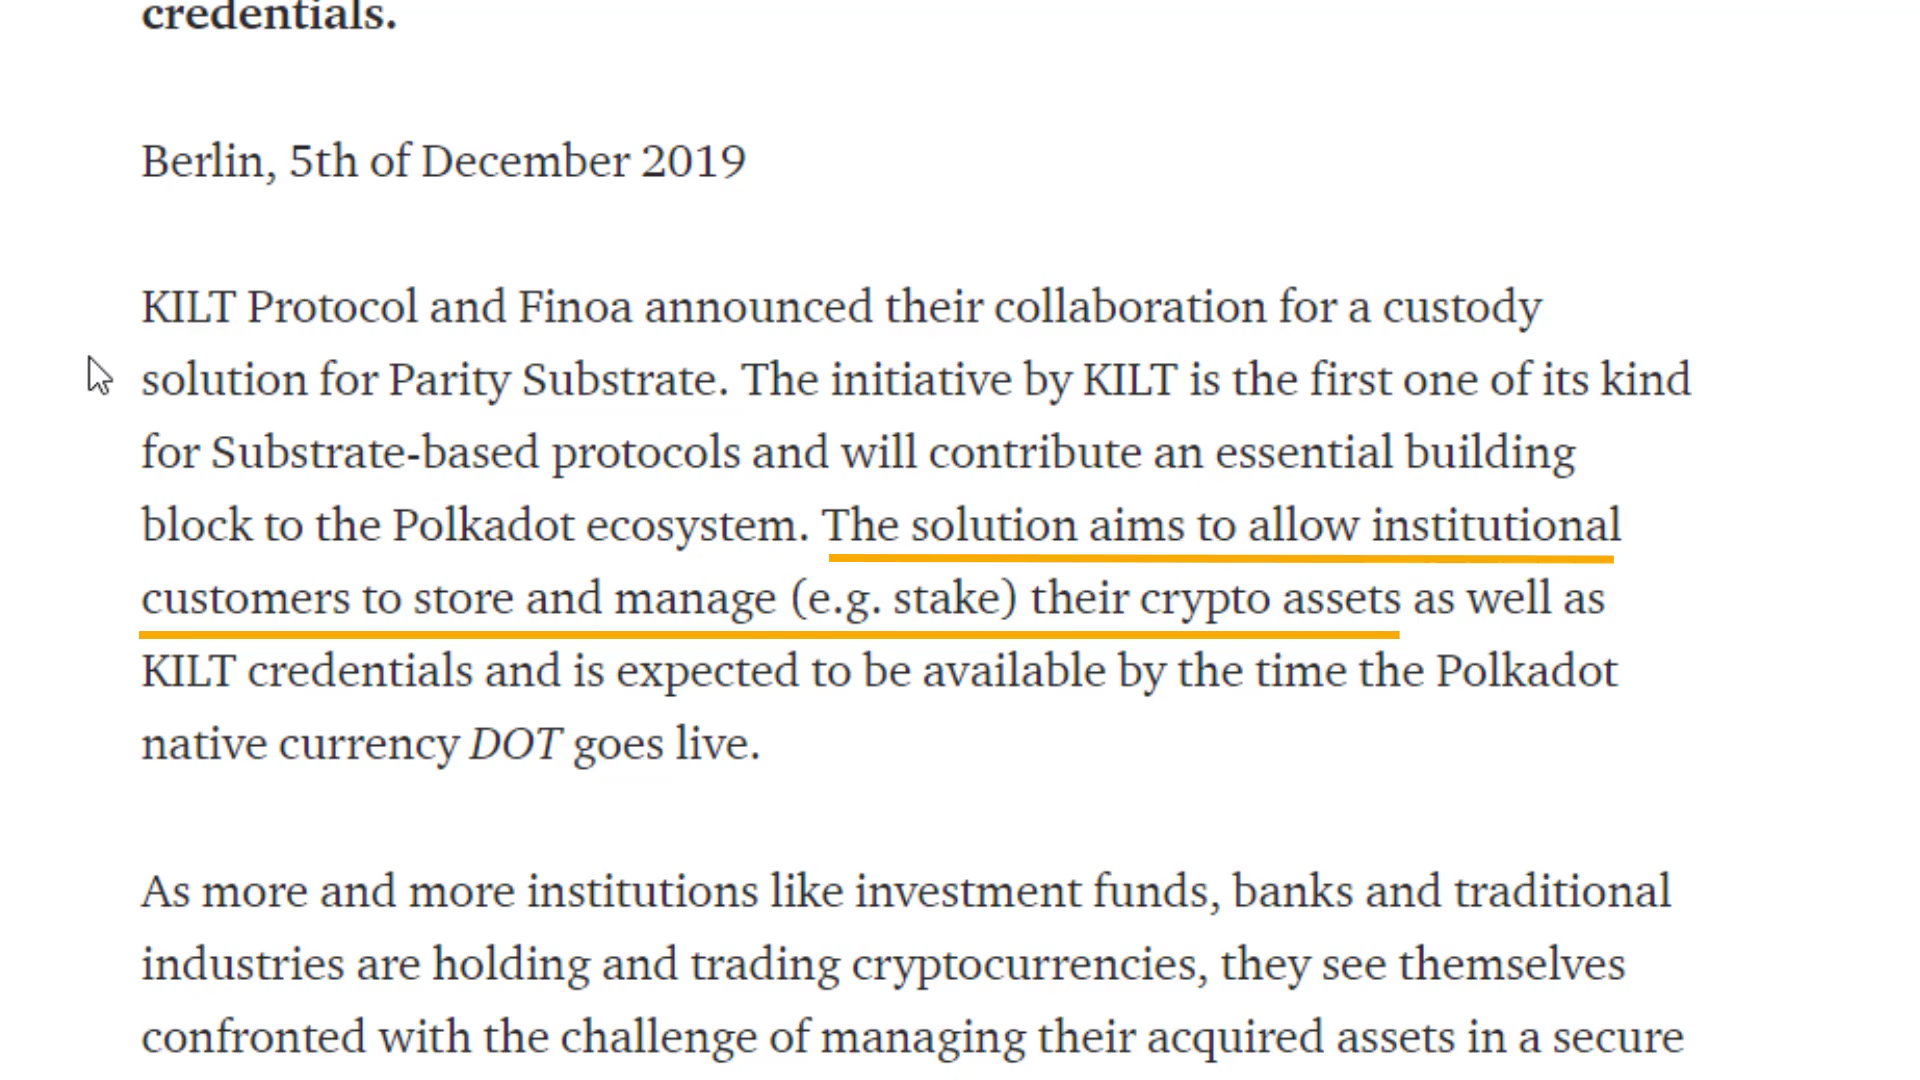 credentials.
Berlin, 5th of December 2019
KILT Protocol and Finoa announced their collaboration for a custody
solution for Parity Substrate. The initiative by KILT is the first one of its kind
for Substrate-based protocols and will contribute an essential building
block to the Polkadot ecosystem. The solution aims to allow institutional
customers to store and manage (e.g. stake) their crypto assets as well as
KILT credentials and is expected to be available by the time the Polkadot
native currency DOT goes live.
As more and more institutions like investment funds, banks and traditional
industries are holding and trading cryptocurrencies, they see themselves
confronted with the challenge of managing their acquired assets in a secure